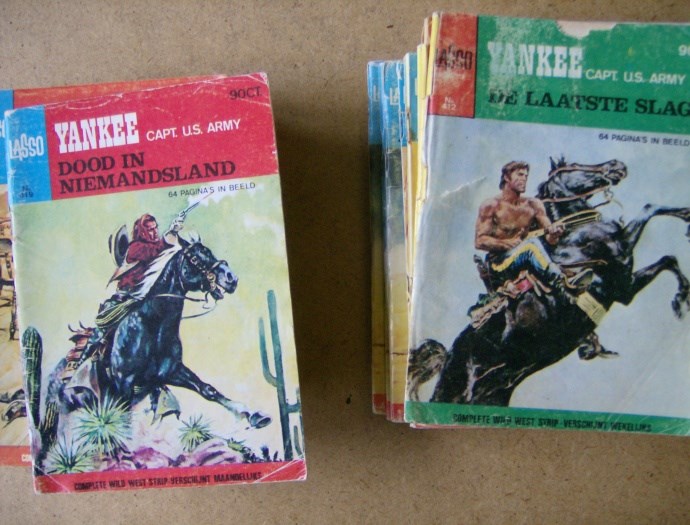 90CT
LASSO
YANKEE CAPT. U.S. ARMY
DOOD IN
NIEMANDSLAND
64 PAGINA'S IN BEELD
COMPLETE WILD WEST STRIP-VERSCHIJNT MAANDELIJKS
LASSO
YANKEE CAPT. U.S. ARMY
DE LAATSTE SLAG
64 PAGINA'S IN BEELD
COMPLETE WILD WEST STRIP-VERSCHIJNT WEKELIJKS